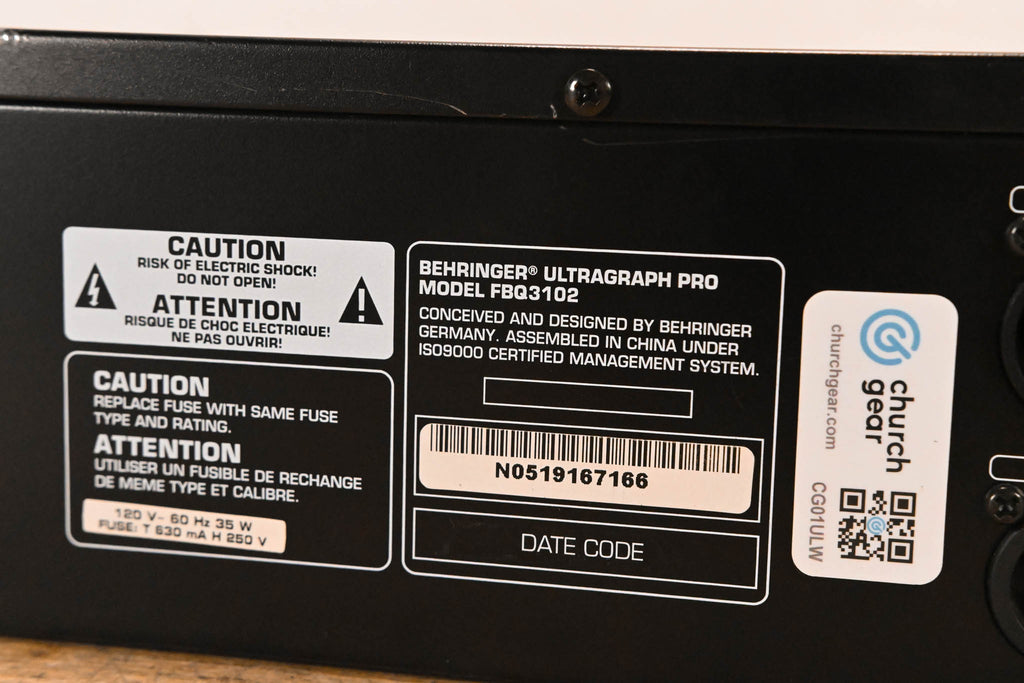 CAUTION
RISK OF ELECTRIC SHOCK!
DO NOT OPEN!
ATTENTION
RISQUE DE CHOC ELECTRIQUE!
NE PAS OUVRIR!
CAUTION
REPLACE FUSE WITH SAME FUSE
TYPE AND RATING.
ATTENTION
UTILISER UN FUSIBLE DE RECHANGE
DE MEME TYPE ET CALIBRE.
120 V~ 60 Hz 35 W
FUSE: T 630 mA H 250 V
BEHRINGER® ULTRAGRAPH PRO
MODEL FBQ3102
CONCEIVED AND DESIGNED BY BEHRINGER
GERMANY. ASSEMBLED IN CHINA UNDER
ISO9000 CERTIFIED MANAGEMENT SYSTEM.
N0519167166
DATE CODE
church
gear
churchgear.com
CG01ULW